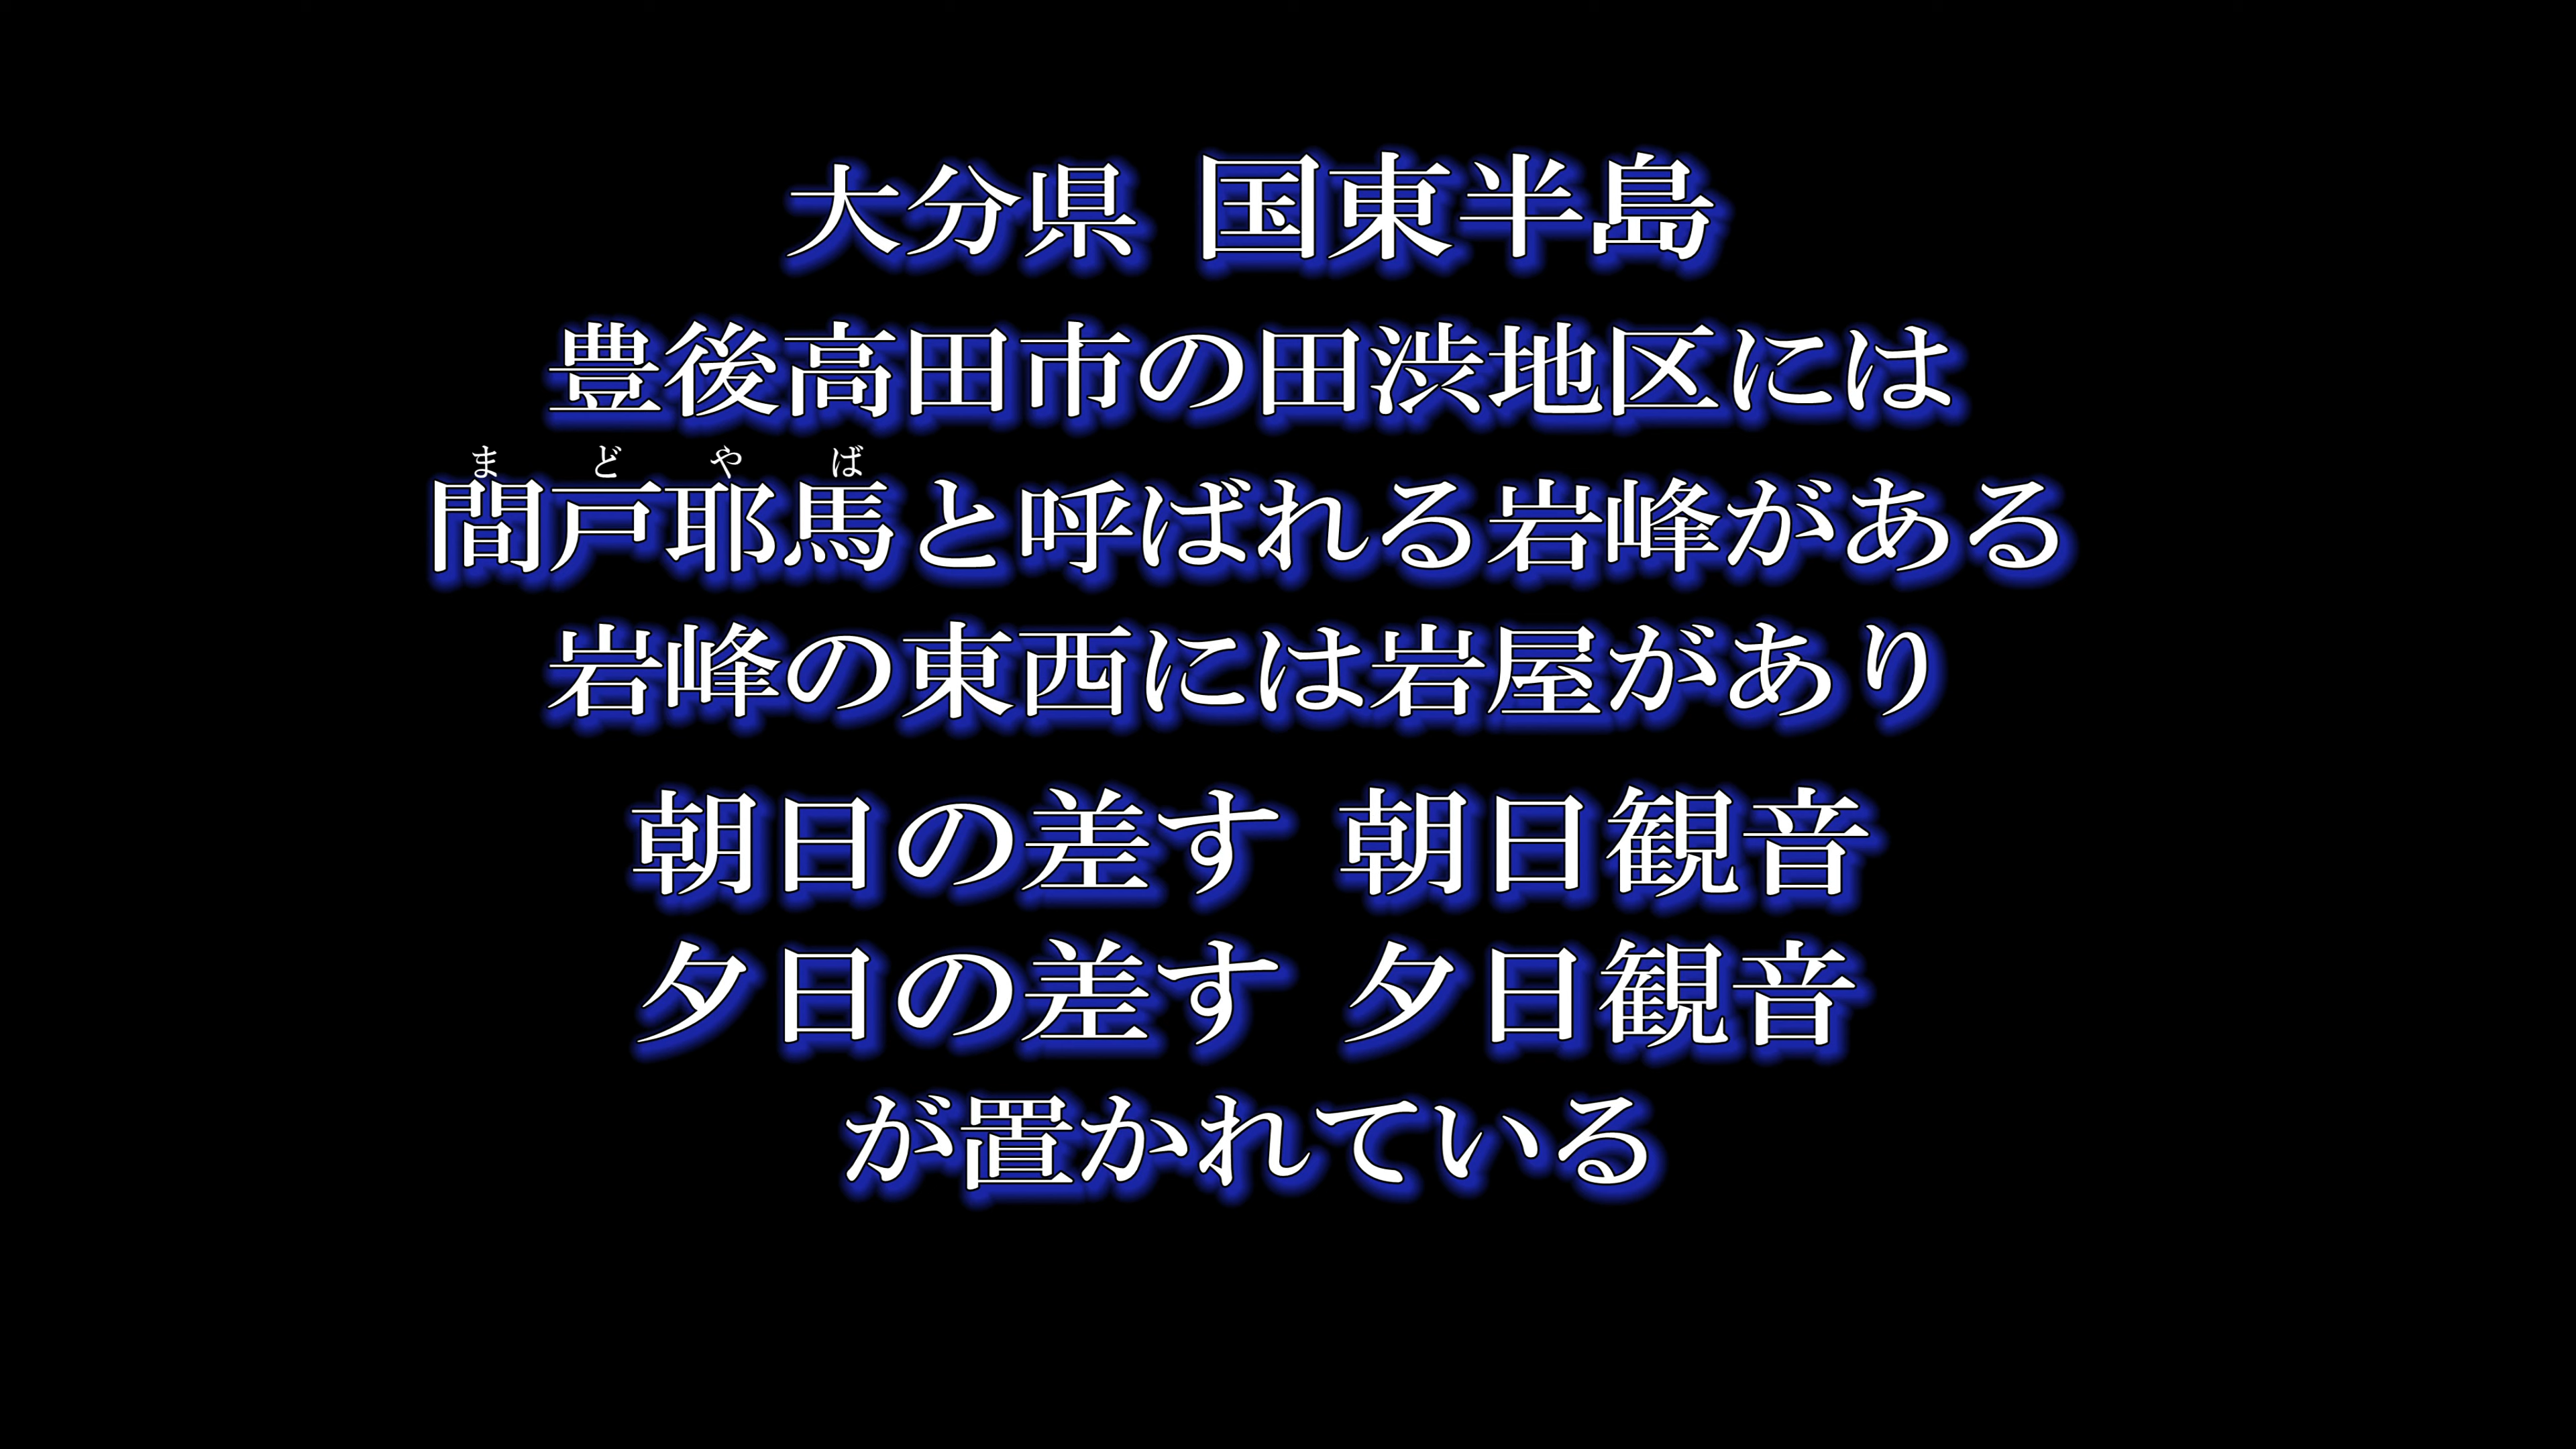 大分県 国東半島
豊後高田市の田渋地区には
まどやば
間戸耶馬と呼ばれる岩峰がある
岩峰の東西には岩屋があり
朝日の差す 朝日観音
夕日の差す 夕日観音
が置かれている